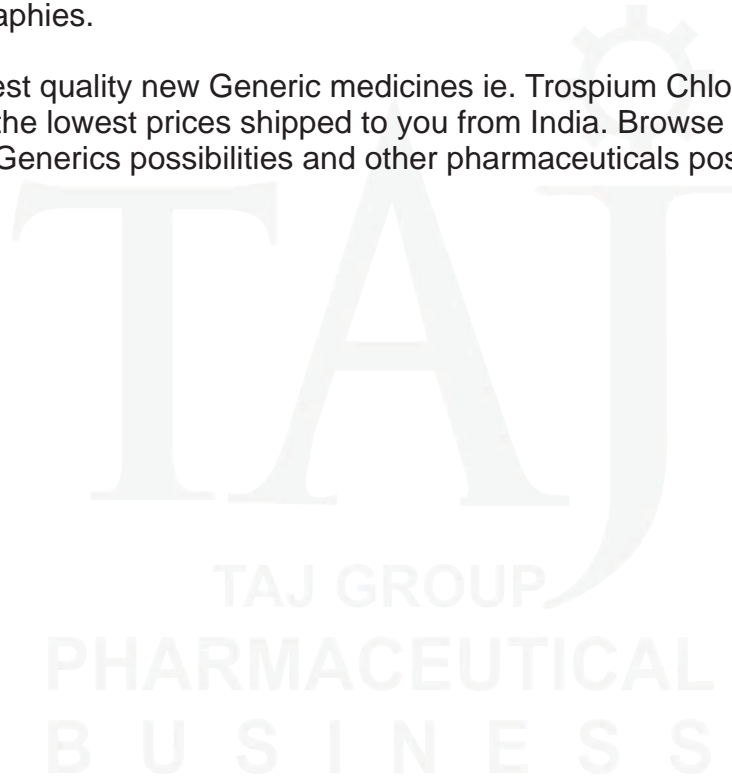 aphies.
est quality new Generic medicines ie. Trospium Chlo
the lowest prices shipped to you from India. Browse
Generics possibilities and other pharmaceuticals pos
TAJ
TAJ GROUP
PHARMACEUTICAL
BUSINESS